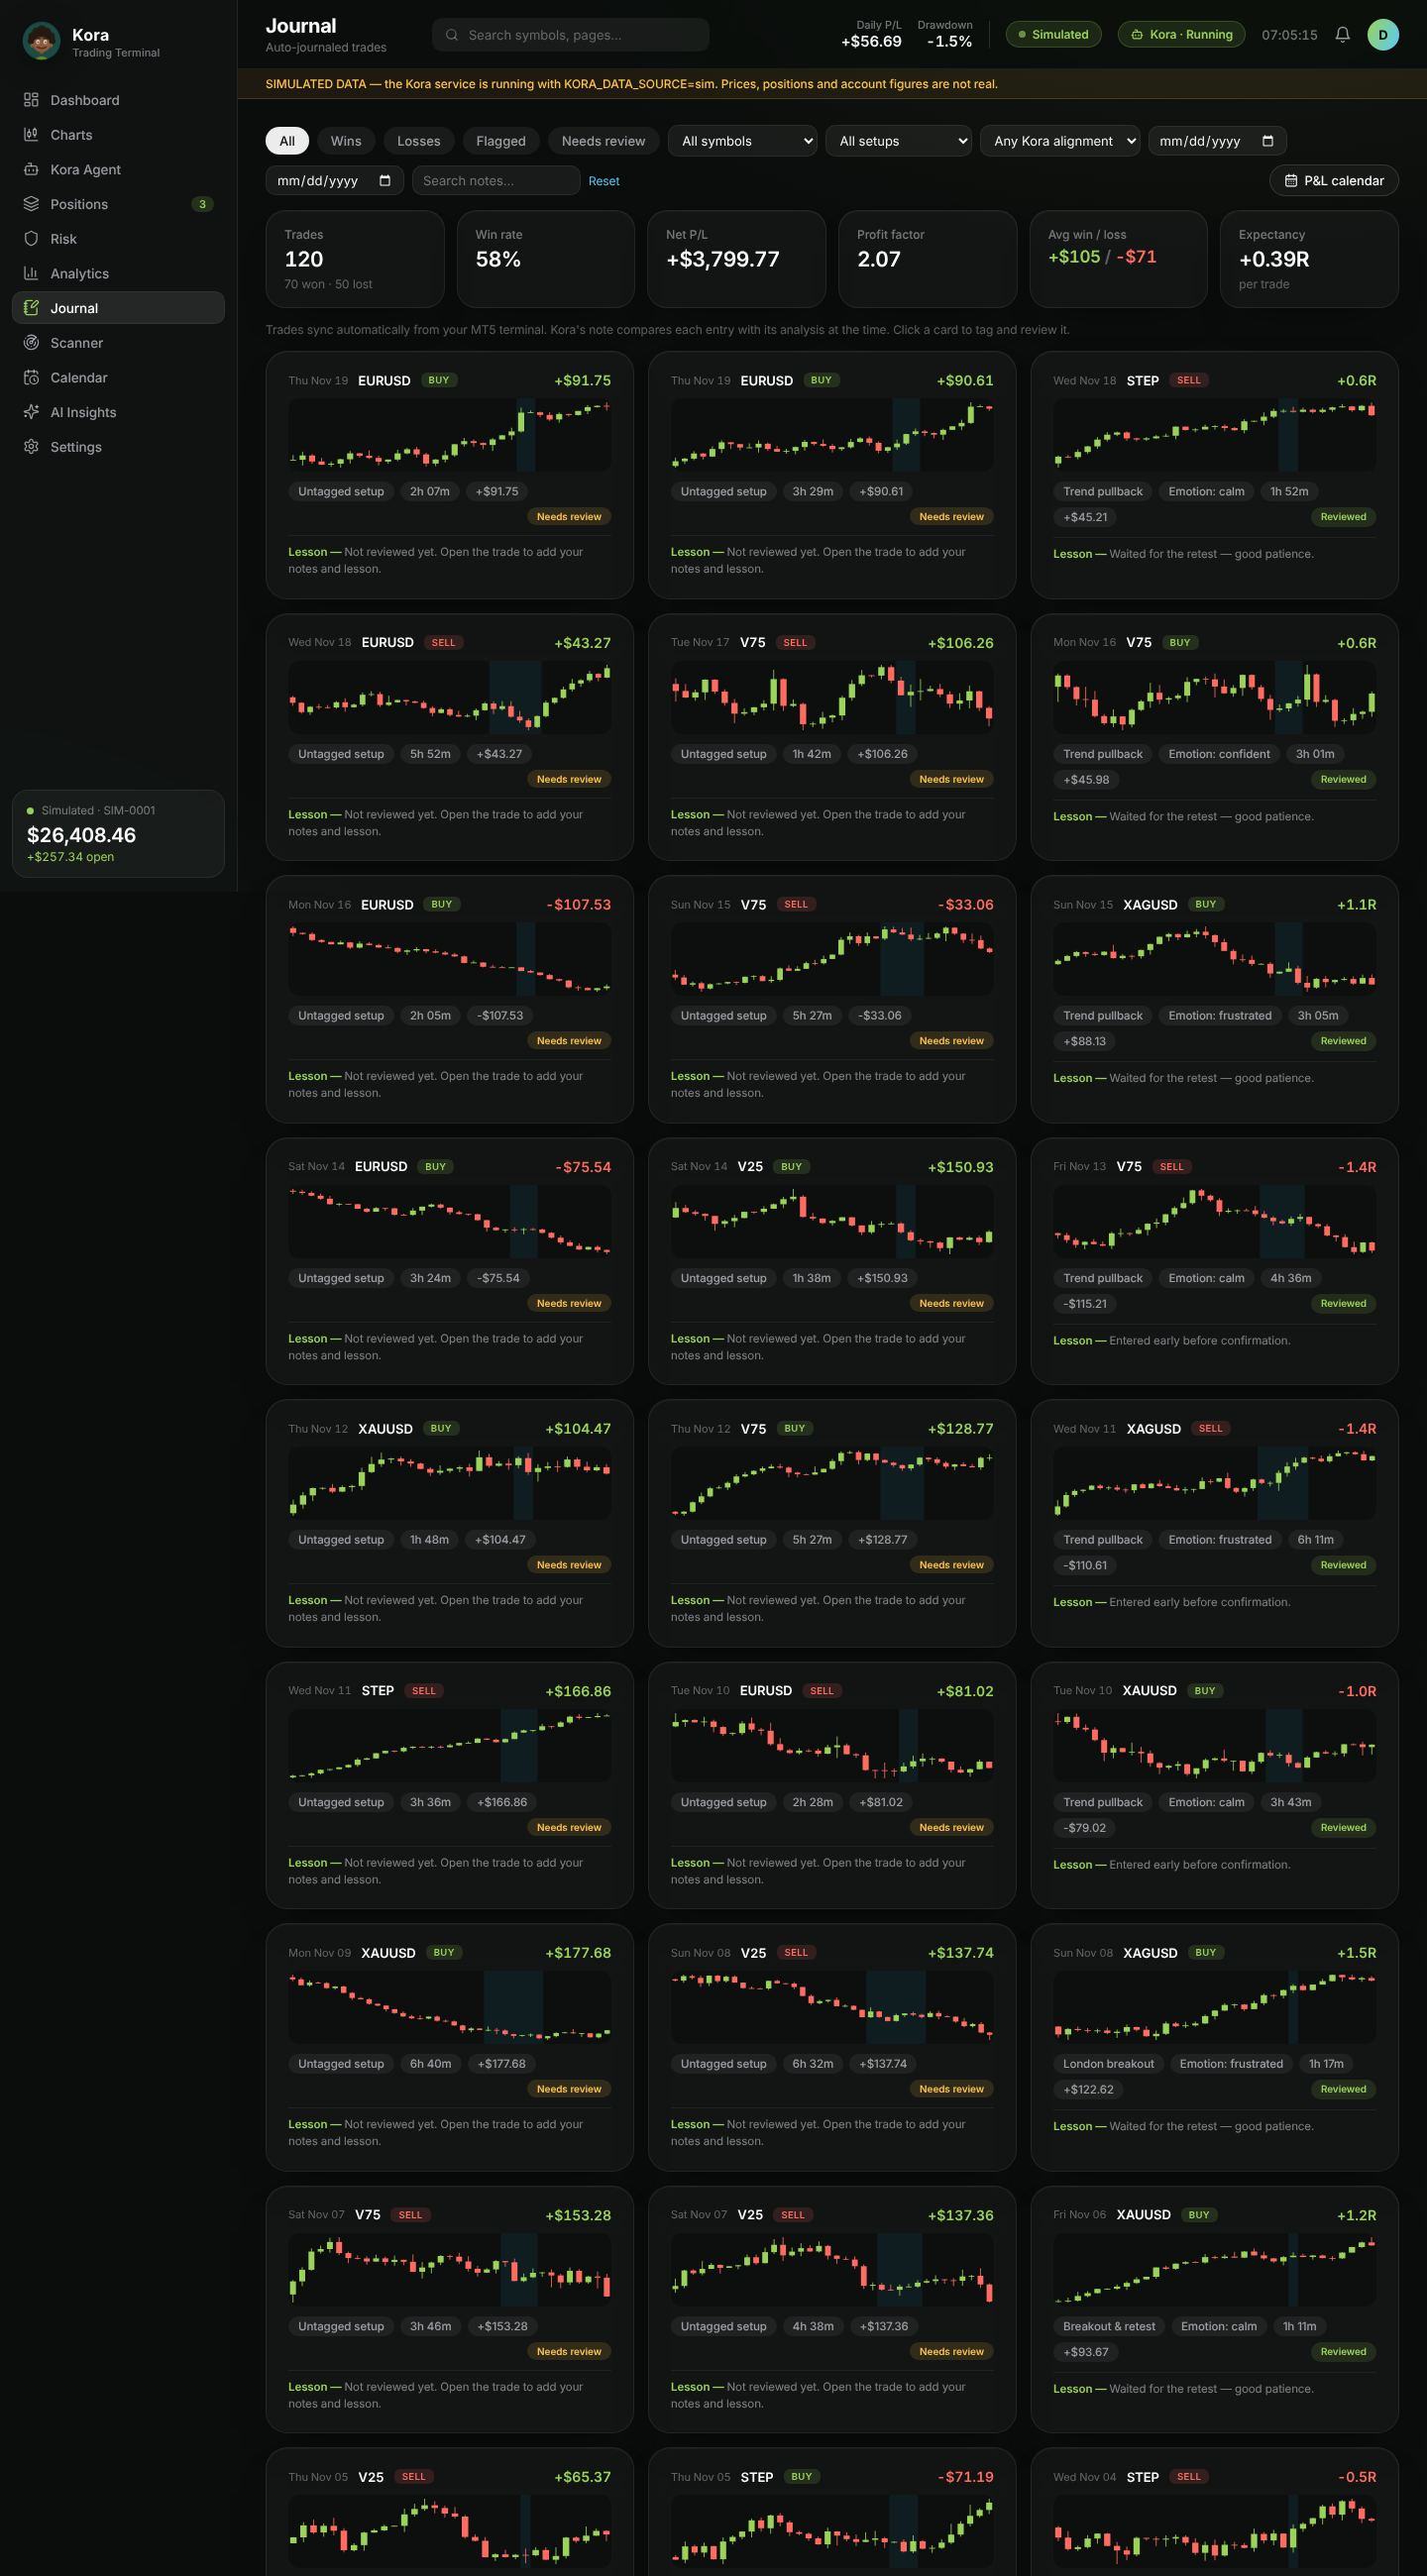 Kora
Trading Terminal
Dashboard
Charts
Kora Agent
Positions 3
Risk
Analytics
Journal
Scanner
Calendar
AI Insights
Settings
Simulated · SIM-0001
$26,408.46
+$257.34 open
Journal
Auto-journaled trades
Search symbols, pages...
Daily P/L
+$56.69
Drawdown
-1.5%
Simulated
Kora · Running
07:05:15
D
SIMULATED DATA — the Kora service is running with KORA_DATA_SOURCE=sim. Prices, positions and account figures are not real.
All Wins Losses Flagged Needs review All symbols All setups Any Kora alignment mm/dd/yyyy
mm/dd/yyyy Search notes... Reset P&L calendar
Trades
120
70 won · 50 lost
Win rate
58%
Net P/L
+$3,799.77
Profit factor
2.07
Avg win / loss
+$105 / -$71
Expectancy
+0.39R
per trade
Trades sync automatically from your MT5 terminal. Kora's note compares each entry with its analysis at the time. Click a card to tag and review it.
Thu Nov 19 EURUSD BUY +$91.75
Untagged setup 2h 07m +$91.75
Needs review
Lesson — Not reviewed yet. Open the trade to add your
notes and lesson.
Thu Nov 19 EURUSD BUY +$90.61
Untagged setup 3h 29m +$90.61
Needs review
Lesson — Not reviewed yet. Open the trade to add your
notes and lesson.
Wed Nov 18 STEP SELL +0.6R
Trend pullback Emotion: calm 1h 52m
+$45.21 Reviewed
Lesson — Waited for the retest — good patience.
Wed Nov 18 EURUSD SELL +$43.27
Untagged setup 5h 52m +$43.27
Needs review
Lesson — Not reviewed yet. Open the trade to add your
notes and lesson.
Tue Nov 17 V75 SELL +$106.26
Untagged setup 1h 42m +$106.26
Needs review
Lesson — Not reviewed yet. Open the trade to add your
notes and lesson.
Mon Nov 16 V75 BUY +0.6R
Trend pullback Emotion: confident 3h 01m
+$45.98 Reviewed
Lesson — Waited for the retest — good patience.
Mon Nov 16 EURUSD BUY -$107.53
Untagged setup 2h 05m -$107.53
Needs review
Lesson — Not reviewed yet. Open the trade to add your
notes and lesson.
Sun Nov 15 V75 SELL -$33.06
Untagged setup 5h 27m -$33.06
Needs review
Lesson — Not reviewed yet. Open the trade to add your
notes and lesson.
Sun Nov 15 XAGUSD BUY +1.1R
Trend pullback Emotion: frustrated 3h 05m
+$88.13 Reviewed
Lesson — Waited for the retest — good patience.
Sat Nov 14 EURUSD BUY -$75.54
Untagged setup 3h 24m -$75.54
Needs review
Lesson — Not reviewed yet. Open the trade to add your
notes and lesson.
Sat Nov 14 V25 BUY +$150.93
Untagged setup 1h 38m +$150.93
Needs review
Lesson — Not reviewed yet. Open the trade to add your
notes and lesson.
Fri Nov 13 V75 SELL -1.4R
Trend pullback Emotion: calm 4h 36m
-$115.21 Reviewed
Lesson — Entered early before confirmation.
Thu Nov 12 XAUUSD BUY +$104.47
Untagged setup 1h 48m +$104.47
Needs review
Lesson — Not reviewed yet. Open the trade to add your
notes and lesson.
Thu Nov 12 V75 BUY +$128.77
Untagged setup 5h 27m +$128.77
Needs review
Lesson — Not reviewed yet. Open the trade to add your
notes and lesson.
Wed Nov 11 XAGUSD SELL -1.4R
Trend pullback Emotion: frustrated 6h 11m
-$110.61 Reviewed
Lesson — Entered early before confirmation.
Wed Nov 11 STEP SELL +$166.86
Untagged setup 3h 36m +$166.86
Needs review
Lesson — Not reviewed yet. Open the trade to add your
notes and lesson.
Tue Nov 10 EURUSD SELL +$81.02
Untagged setup 2h 28m +$81.02
Needs review
Lesson — Not reviewed yet. Open the trade to add your
notes and lesson.
Tue Nov 10 XAUUSD BUY -1.0R
Trend pullback Emotion: calm 3h 43m
-$79.02 Reviewed
Lesson — Entered early before confirmation.
Mon Nov 09 XAUUSD BUY +$177.68
Untagged setup 6h 40m +$177.68
Needs review
Lesson — Not reviewed yet. Open the trade to add your
notes and lesson.
Sun Nov 08 V25 SELL +$137.74
Untagged setup 6h 32m +$137.74
Needs review
Lesson — Not reviewed yet. Open the trade to add your
notes and lesson.
Sun Nov 08 XAGUSD BUY +1.5R
London breakout Emotion: frustrated 1h 17m
+$122.62 Reviewed
Lesson — Waited for the retest — good patience.
Sat Nov 07 V75 SELL +$153.28
Untagged setup 3h 46m +$153.28
Needs review
Lesson — Not reviewed yet. Open the trade to add your
notes and lesson.
Sat Nov 07 V25 SELL +$137.36
Untagged setup 4h 38m +$137.36
Needs review
Lesson — Not reviewed yet. Open the trade to add your
notes and lesson.
Fri Nov 06 XAUUSD BUY +1.2R
Breakout & retest Emotion: calm 1h 11m
+$93.67 Reviewed
Lesson — Waited for the retest — good patience.
Thu Nov 05 V25 SELL +$65.37
Thu Nov 05 STEP BUY -$71.19
Wed Nov 04 STEP SELL -0.5R